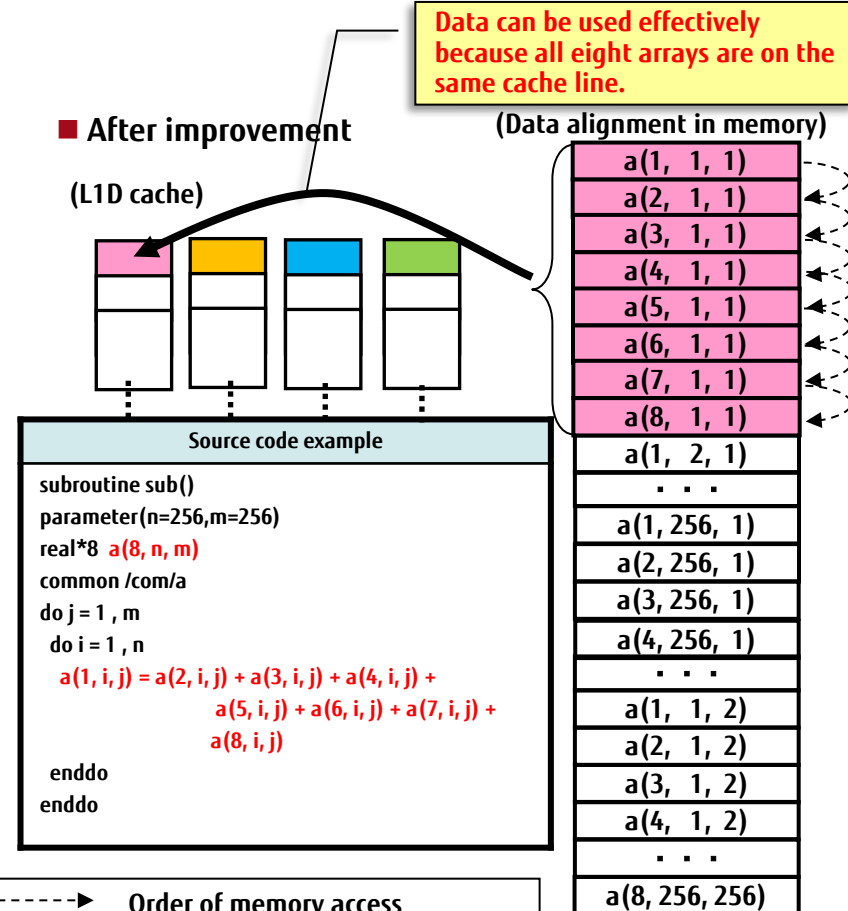 Data can be used effectively
because all eight arrays are on the
same cache line.
■ After improvement
(Data alignment in memory)
(L1D cache)
a(1, 1, 1)
a(2, 1, 1)
a(3, 1, 1)
a(4, 1, 1)
a(5, 1, 1)
a(6, 1, 1)
a(7, 1, 1)
a(8, 1, 1)
a(1, 2, 1)
. . .
a(1, 256, 1)
a(2, 256, 1)
a(3, 256, 1)
a(4, 256, 1)
. . .
a(1, 1, 2)
a(2, 1, 2)
a(3, 1, 2)
a(4, 1, 2)
. . .
a(8, 256, 256)
Source code example
subroutine sub()
parameter(n=256,m=256)
real*8 a(8, n, m)
common /com/a
do j = 1 , m
do i = 1 , n
a(1, i, j) = a(2, i, j) + a(3, i, j) + a(4, i, j) +
a(5, i, j) + a(6, i, j) + a(7, i, j) +
a(8, i, j)
enddo
enddo
Order of memory access